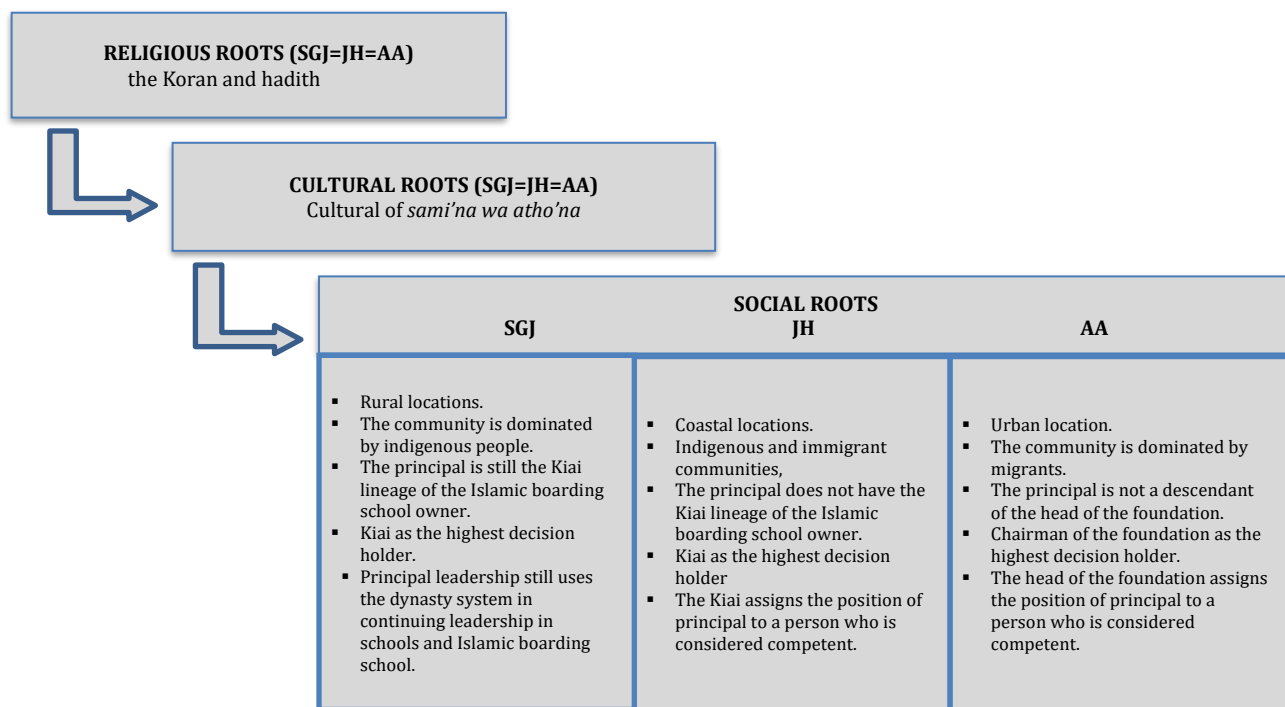 RELIGIOUS ROOTS (SGJ=JH=AA)
the Koran and hadith
CULTURAL ROOTS (SGJ=JH=AA)
Cultural of sami’na wa atho’na
SOCIAL ROOTS
SGJ JH AA
▪ Rural locations.
▪ The community is dominated
by indigenous people.
▪ The principal is still the Kiai
lineage of the Islamic boarding
school owner.
▪ Kiai as the highest decision
holder.
▪ Principal leadership still uses
the dynasty system in
continuing leadership in
schools and Islamic boarding
school.
▪ Coastal locations.
▪ Indigenous and immigrant
communities,
▪ The principal does not have the
Kiai lineage of the Islamic
boarding school owner.
▪ Kiai as the highest decision
holder
▪ The Kiai assigns the position of
principal to a person who is
considered competent.
▪ Urban location.
▪ The community is dominated by
migrants.
▪ The principal is not a descendant
of the head of the foundation.
▪ Chairman of the foundation as the
highest decision holder.
▪ The head of the foundation assigns
the position of principal to a
person who is considered
competent.